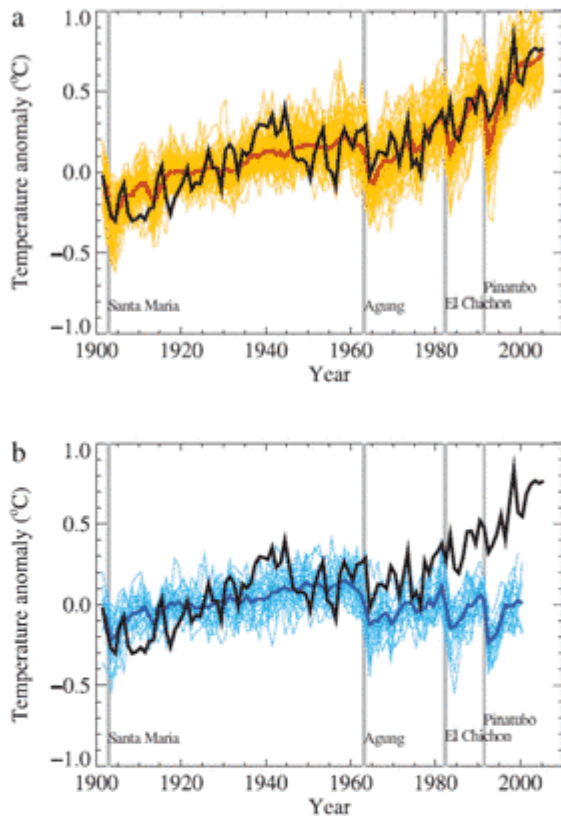 a
Temperature anomaly (°C)
1.0
0.5
0.0
−0.5
−1.0
Santa Maria
Agung
El Chichon
Pinatubo
1900
1920
1940
1960
1980
2000
Year
b
Temperature anomaly (°C)
1.0
0.5
0.0
−0.5
−1.0
Santa Maria
Agung
El Chichon
Pinatubo
1900
1920
1940
1960
1980
2000
Year